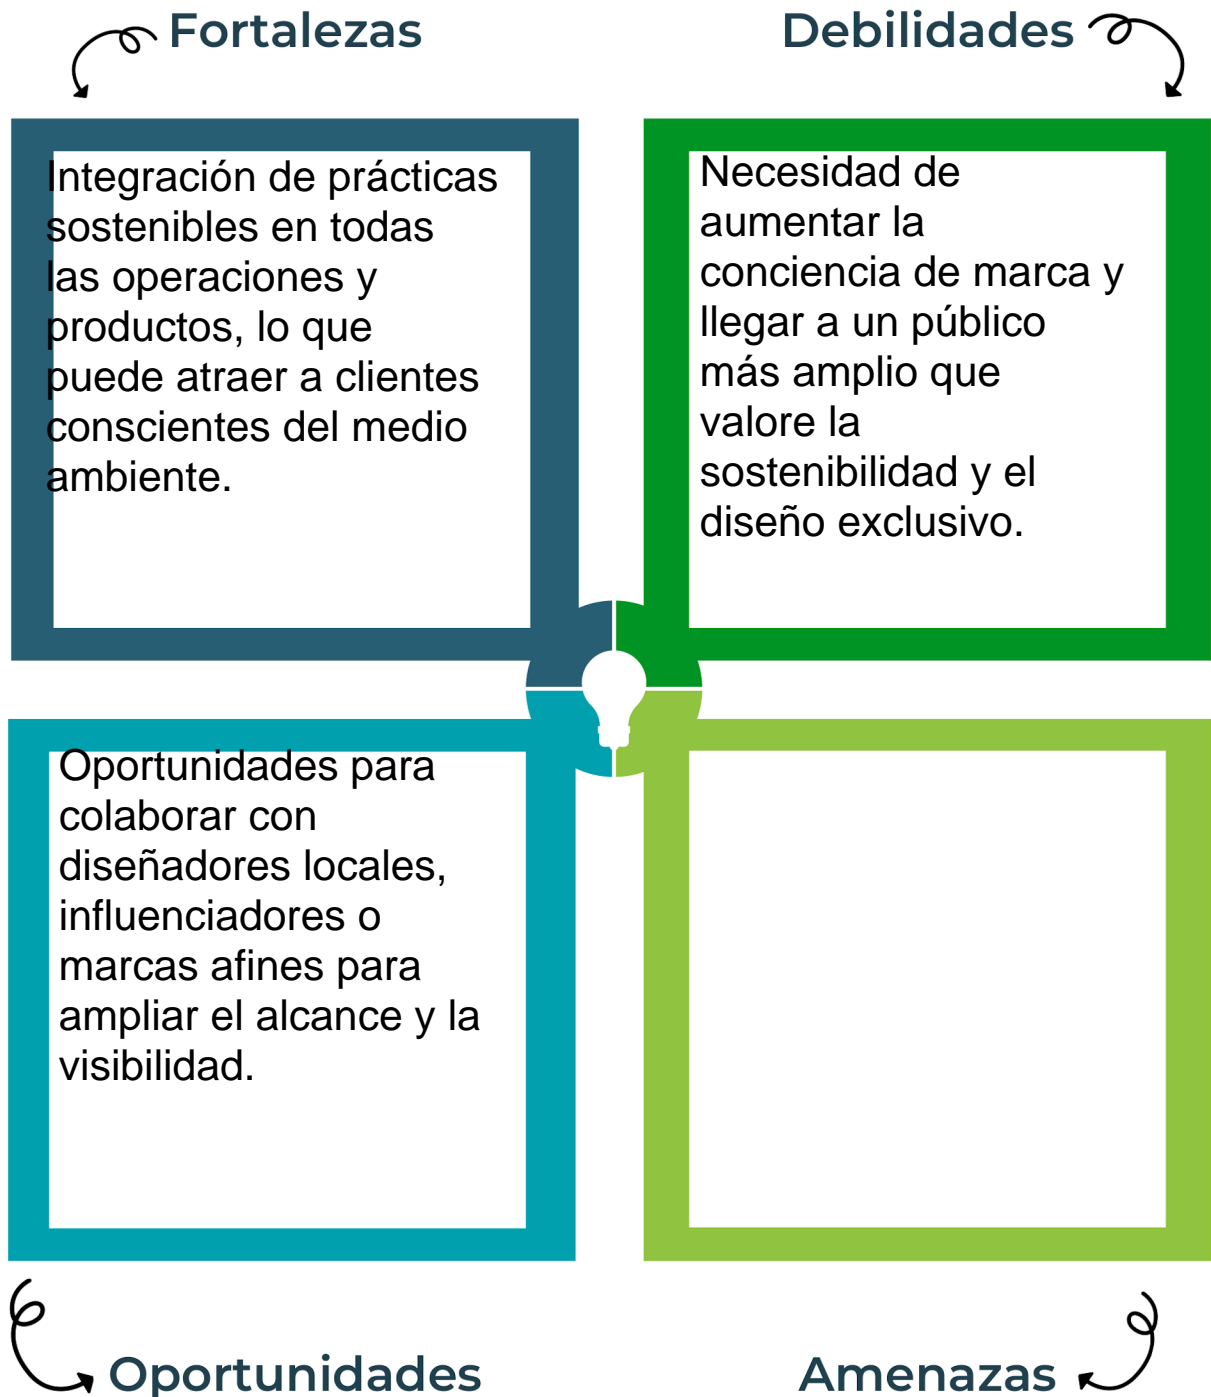 Fortalezas
Integración de prácticas
sostenibles en todas
las operaciones y
productos, lo que
puede atraer a clientes
conscientes del medio
ambiente.
Debilidades
Necesidad de
aumentar la
conciencia de marca y
llegar a un público
más amplio que
valore la
sostenibilidad y el
diseño exclusivo.
Oportunidades para
colaborar con
diseñadores locales,
influenciadores o
marcas afines para
ampliar el alcance y la
visibilidad.
Oportunidades
Amenazas